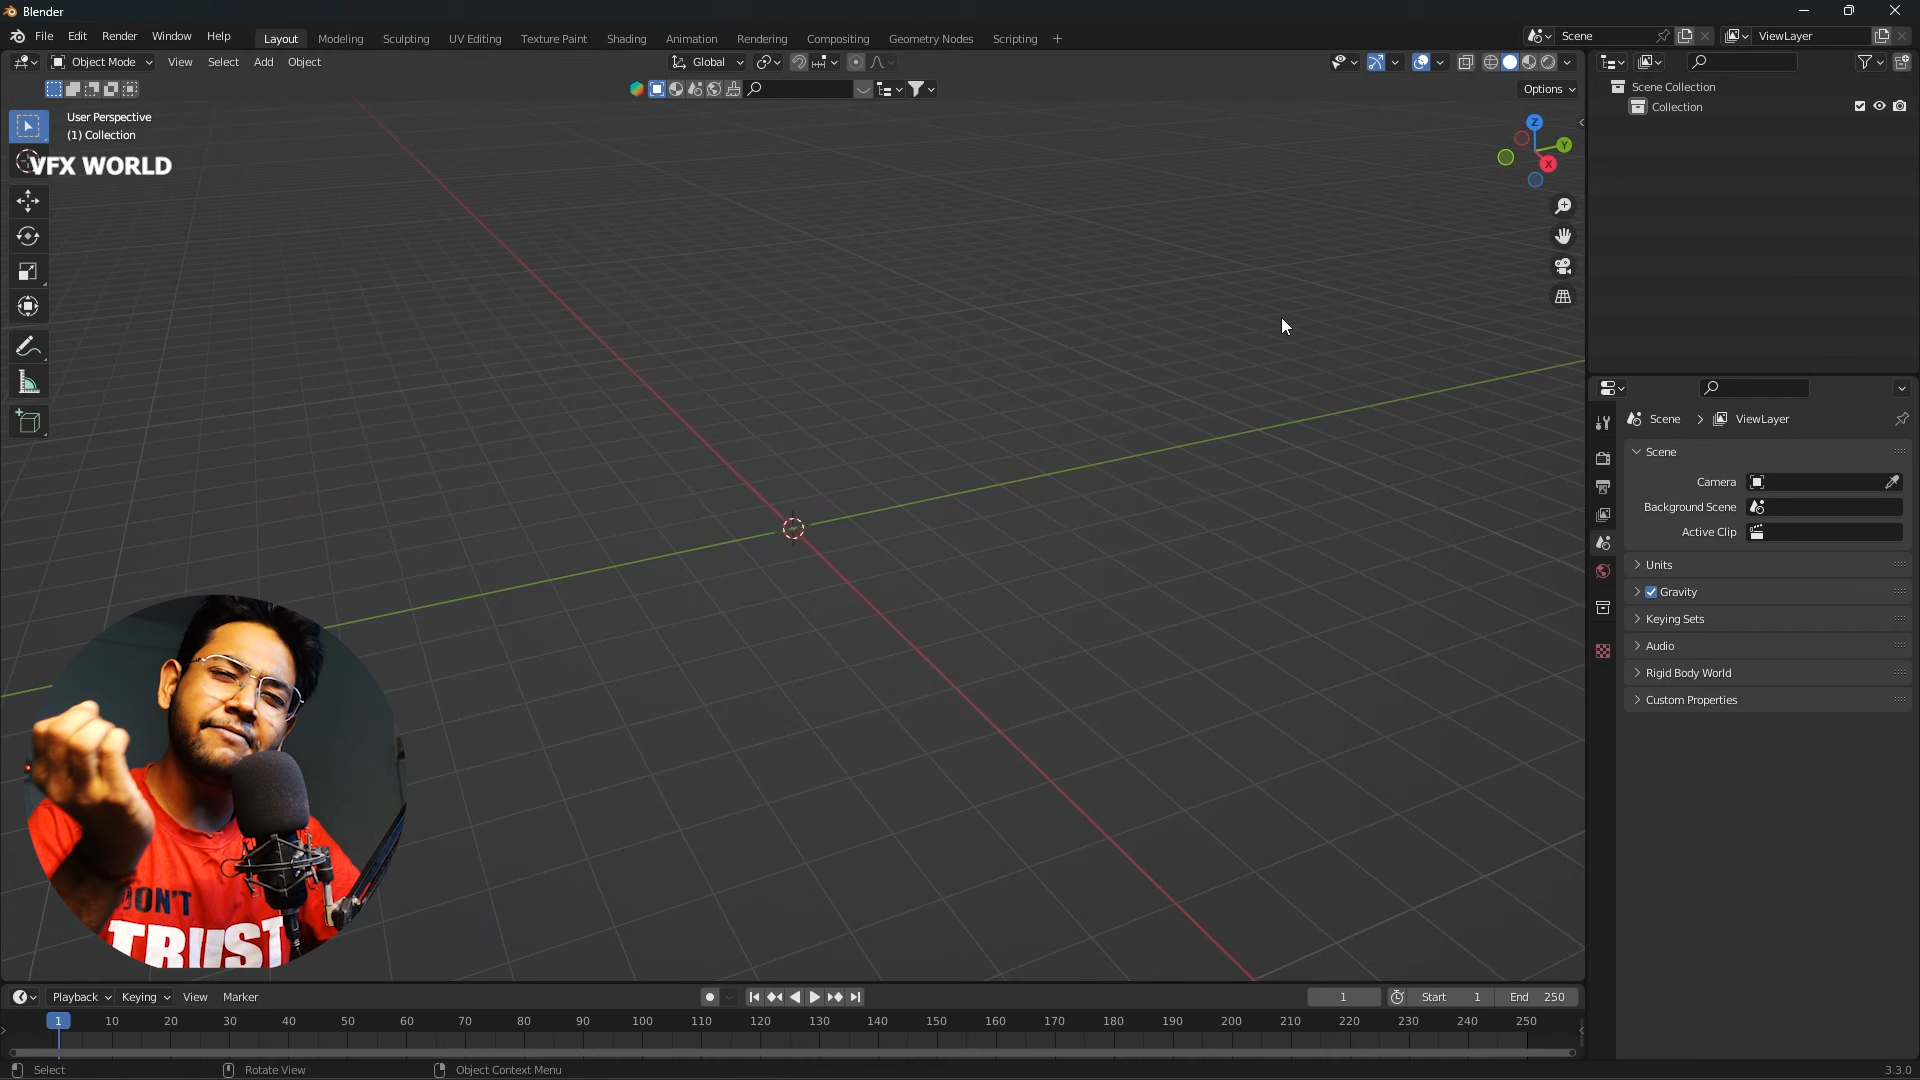 Blender
File Edit Render Window Help
Layout Modeling Sculpting UV Editing Texture Paint Shading Animation Rendering Compositing Geometry Nodes Scripting +
Scene
ViewLayer
Object Mode View Select Add Object
Global
Options
User Perspective
(1) Collection
VFX WORLD
Z
Y
X
Scene Collection
Collection
Scene > ViewLayer
Scene
Camera
Background Scene
Active Clip
Units
Gravity
Keying Sets
Audio
Rigid Body World
Custom Properties
DON'T
TRUST
Playback Keying View Marker
1
Start 1
End 250
1 10 20 30 40 50 60 70 80 90 100 110 120 130 140 150 160 170 180 190 200 210 220 230 240 250
Select
Rotate View
Object Context Menu
3.3.0